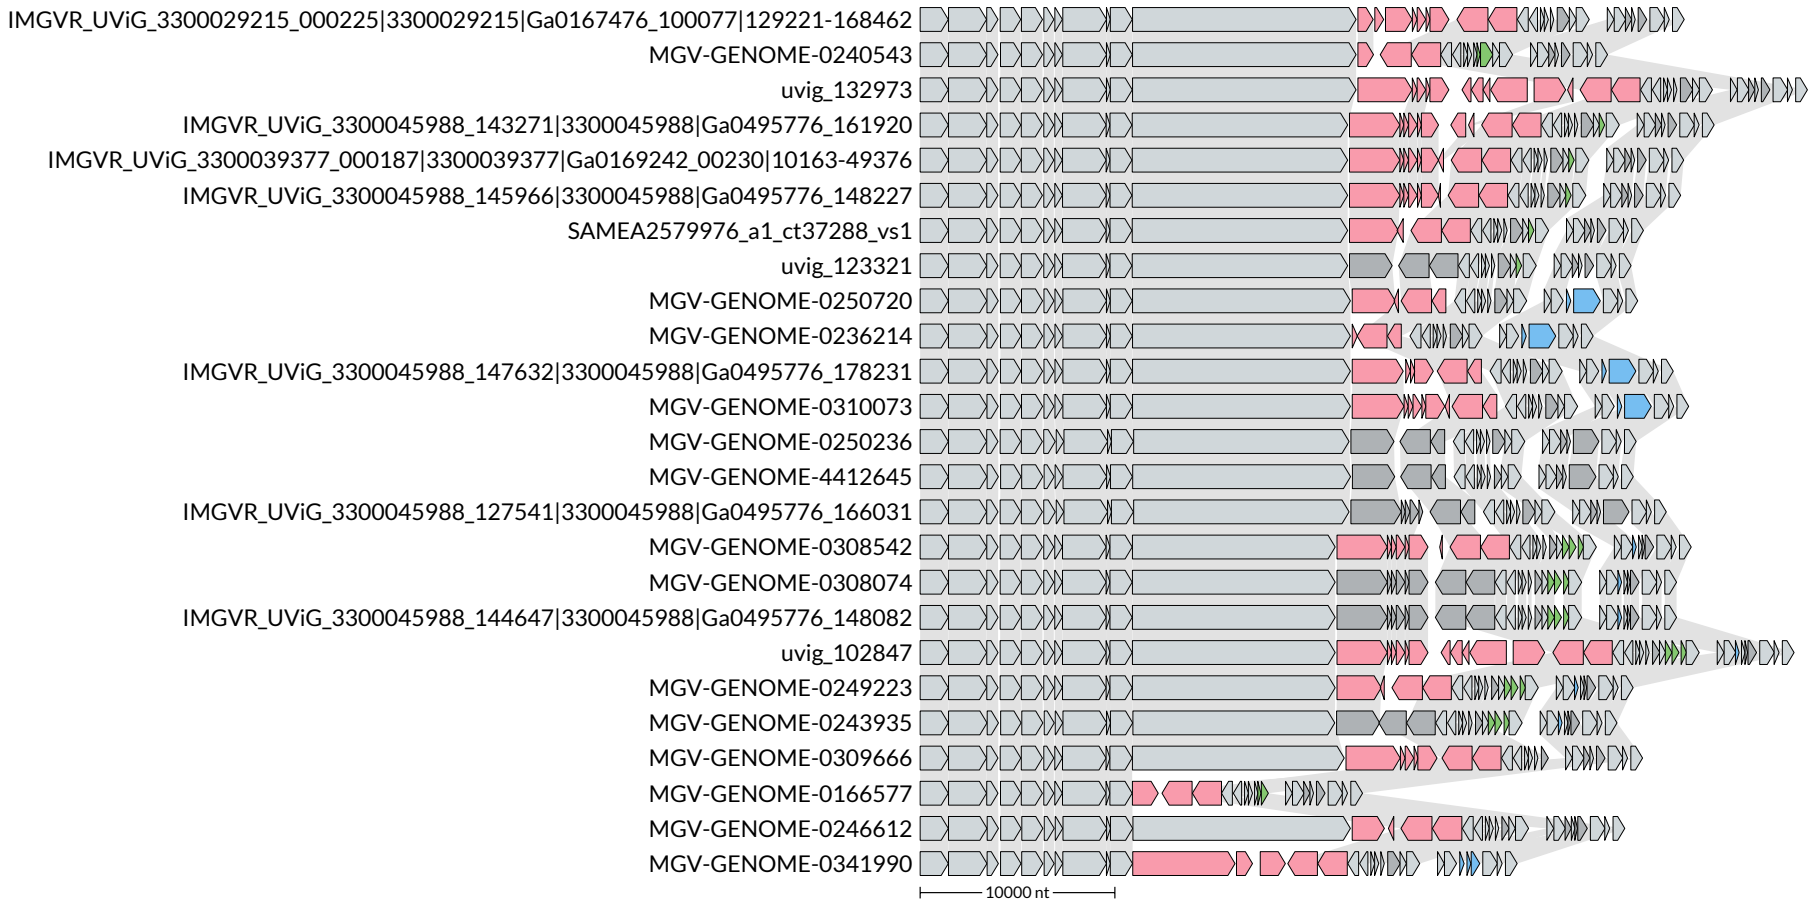 IMGVR_UViG_3300029215_000225|3300029215|Ga0167476_100077|129221-168462
MGV-GENOME-0240543
uvig_132973
IMGVR_UViG_3300045988_143271|3300045988|Ga0495776_161920
IMGVR_UViG_3300039377_000187|3300039377|Ga0169242_00230|10163-49376
IMGVR_UViG_3300045988_145966|3300045988|Ga0495776_148227
SAMEA2579976_a1_ct37288_vs1
uvig_123321
MGV-GENOME-0250720
MGV-GENOME-0236214
IMGVR_UViG_3300045988_147632|3300045988|Ga0495776_178231
MGV-GENOME-0310073
MGV-GENOME-0250236
MGV-GENOME-4412645
IMGVR_UViG_3300045988_127541|3300045988|Ga0495776_166031
MGV-GENOME-0308542
MGV-GENOME-0308074
IMGVR_UViG_3300045988_144647|3300045988|Ga0495776_148082
uvig_102847
MGV-GENOME-0249223
MGV-GENOME-0243935
MGV-GENOME-0309666
MGV-GENOME-0166577
MGV-GENOME-0246612
MGV-GENOME-0341990
10000 nt